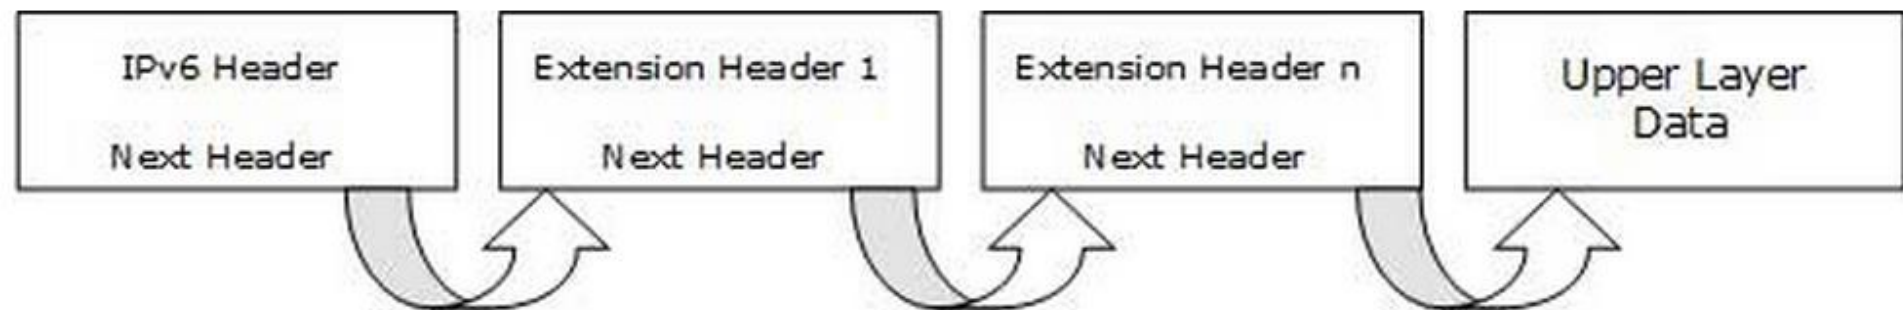 IPv6 Header
Next Header
Extension Header 1
Next Header
Extension Header n
Next Header
Upper Layer
Data